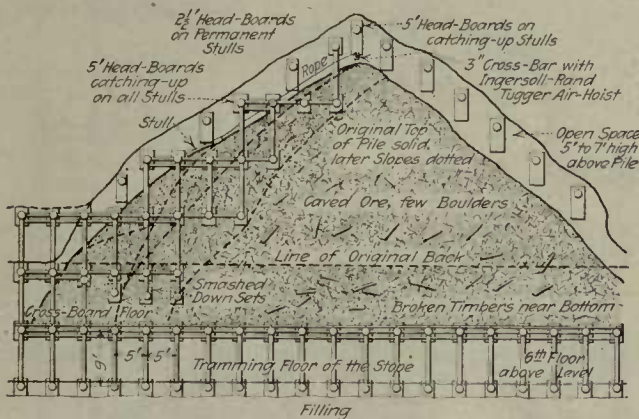 2½' Head-Boards
on Permanent
Stulls
5' Head-Boards on
catching-up Stulls
5' Head-Boards
catching-up
on all Stulls
Rope
3" Cross-Bar with
Ingersoll-Rand
Tugger Air-Hoist
Stull
Original Top
of Pile solid,
later Slopes dotted
Open Space
5' to 7' high
above Pile
Caved Ore, few Boulders
Line of Original Back
Smashed
Down Sets
Cross-Board Floor
Broken Timbers near Bottom
9'
5' 5'
Tramming Floor of the Stope
6th Floor
above Level
Filling